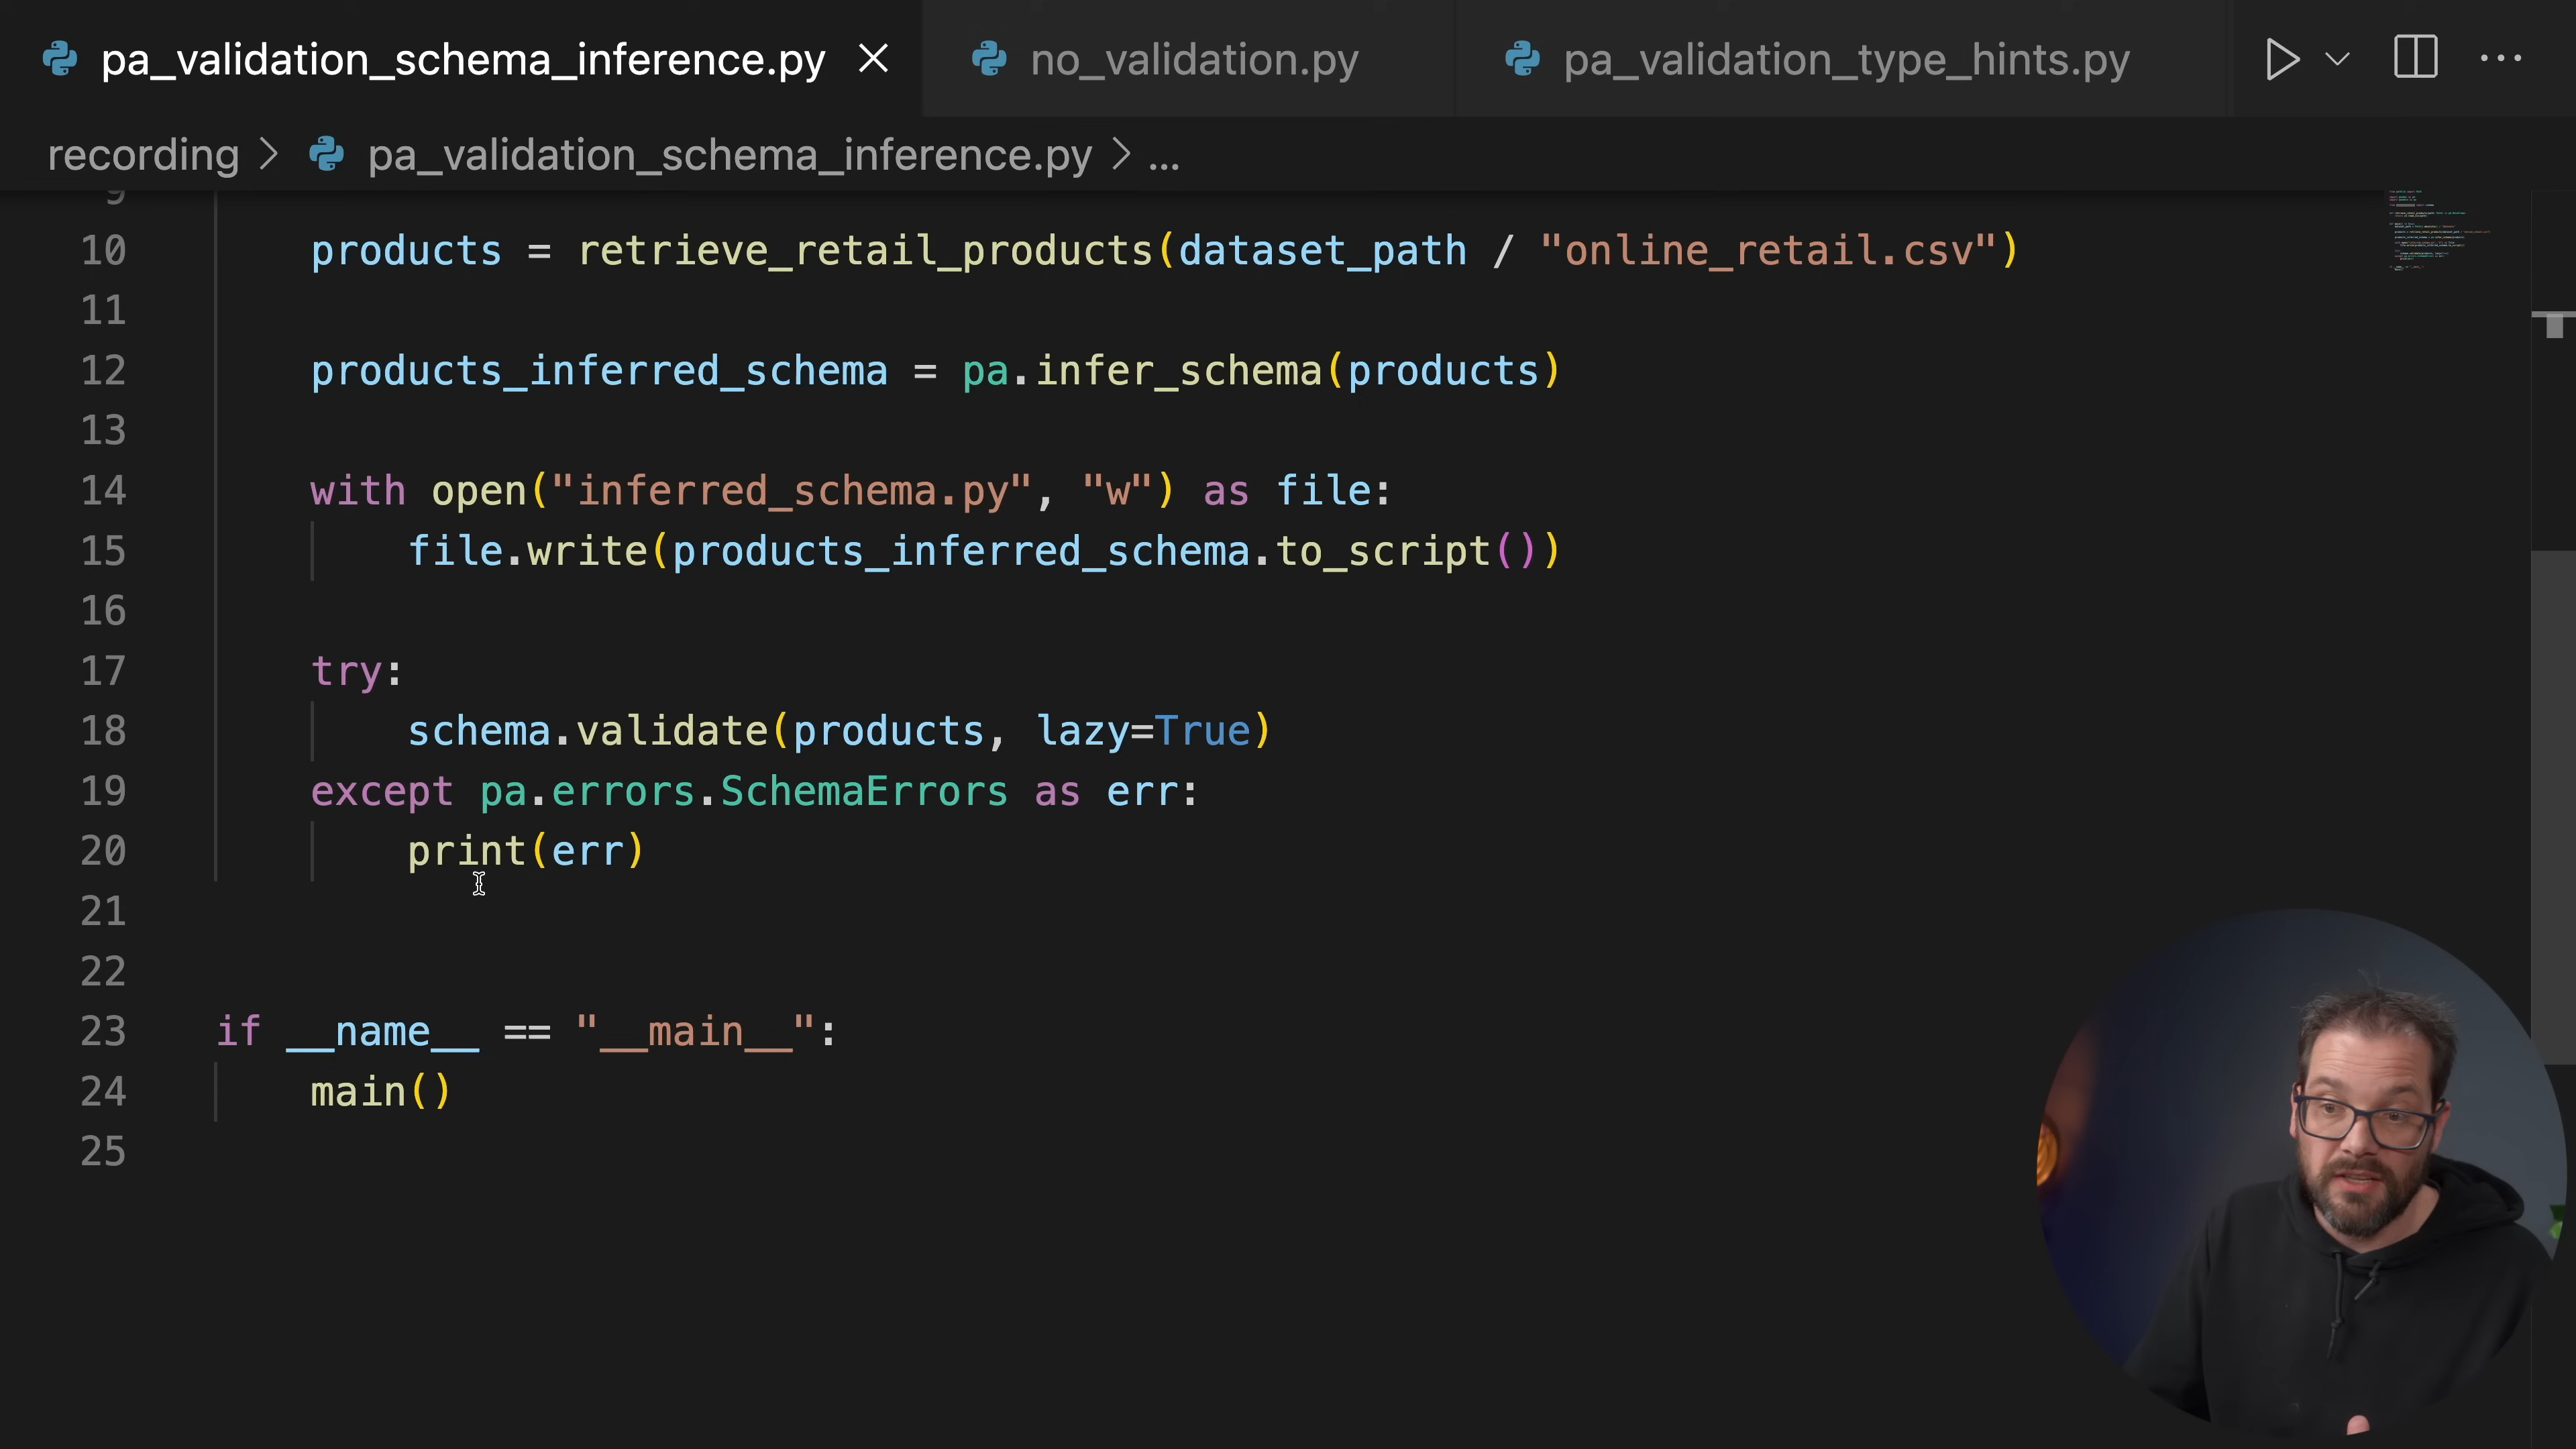 pa_validation_schema_inference.py
no_validation.py
pa_validation_type_hints.py
recording > pa_validation_schema_inference.py > ...
9
10 products = retrieve_retail_products(dataset_path / "online_retail.csv")
11
12 products_inferred_schema = pa.infer_schema(products)
13
14 with open("inferred_schema.py", "w") as file:
15 file.write(products_inferred_schema.to_script())
16
17 try:
18 schema.validate(products, lazy=True)
19 except pa.errors.SchemaErrors as err:
20 print(err)
21
22
23 if __name__ == "__main__":
24 main()
25